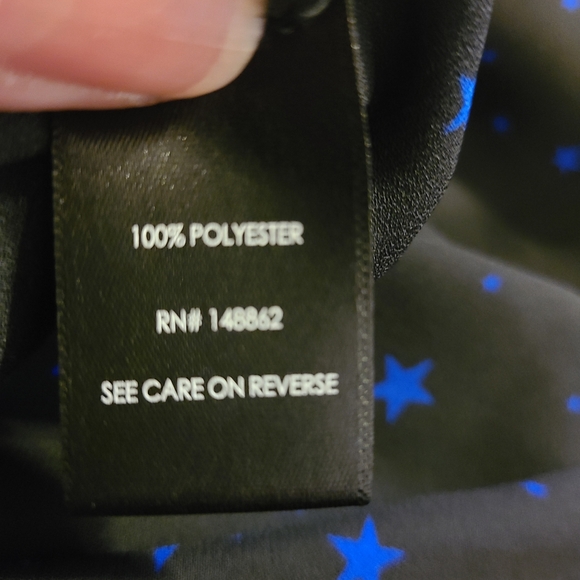 100% POLYESTER
RN# 148862
SEE CARE ON REVERSE